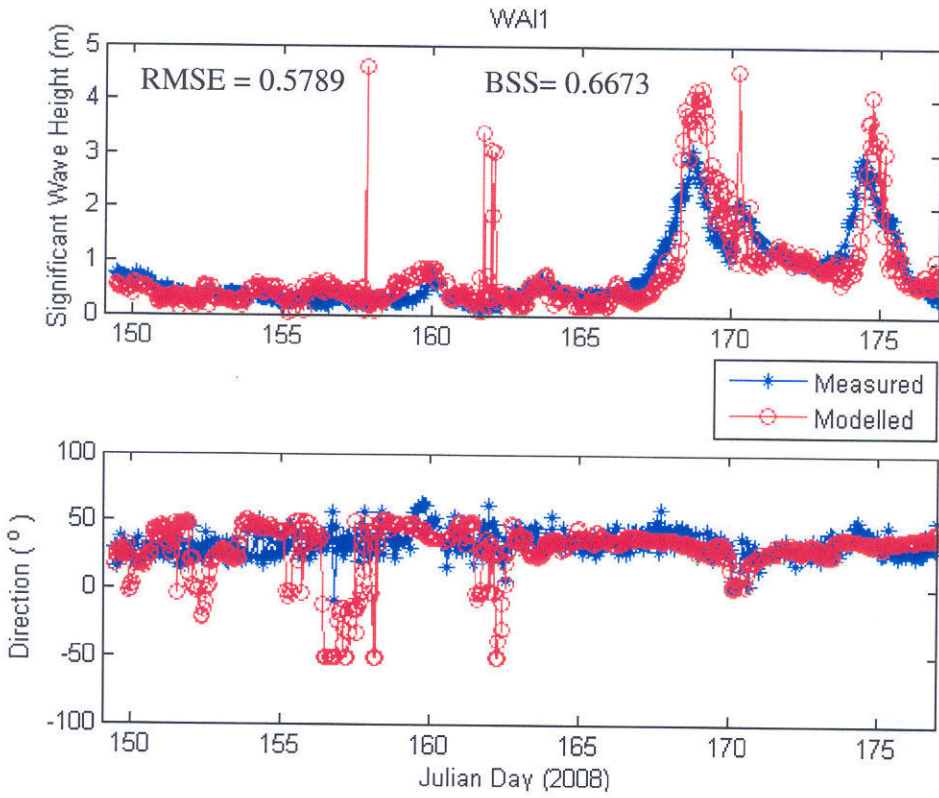 WAI1
Significant Wave Height (m)
5
4
3
2
1
0
RMSE = 0.5789 BSS= 0.6673
150 155 160 165 170 175
Measured
Modelled
Direction ( º )
100
50
0
-50
-100
150 155 160 165 170 175
Julian Day (2008)